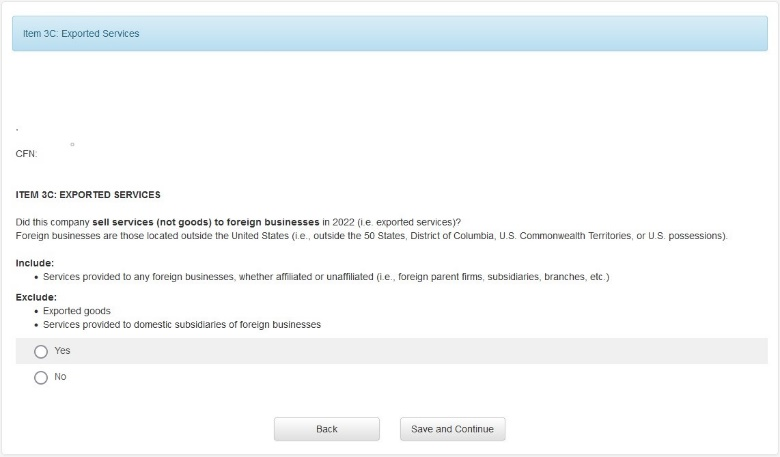 Item 3C: Exported Services
CFN:
ITEM 3C: EXPORTED SERVICES
Did this company sell services (not goods) to foreign businesses in 2022 (i.e. exported services)?
Foreign businesses are those located outside the United States (i.e., outside the 50 States, District of Columbia, U.S. Commonwealth Territories, or U.S. possessions).
Include:
• Services provided to any foreign businesses, whether affiliated or unaffiliated (i.e., foreign parent firms, subsidiaries, branches, etc.)
Exclude:
• Exported goods
• Services provided to domestic subsidiaries of foreign businesses
Yes
No
Back Save and Continue